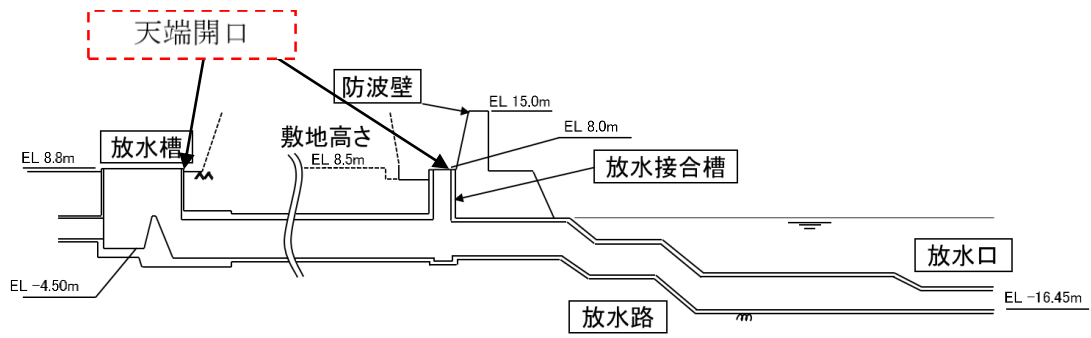 天端開口
防波壁
EL 15.0m
EL 8.0m
放水槽
敷地高さ
EL 8.8m
EL 8.5m
放水接合槽
放水口
EL -4.50m
EL -16.45m
放水路